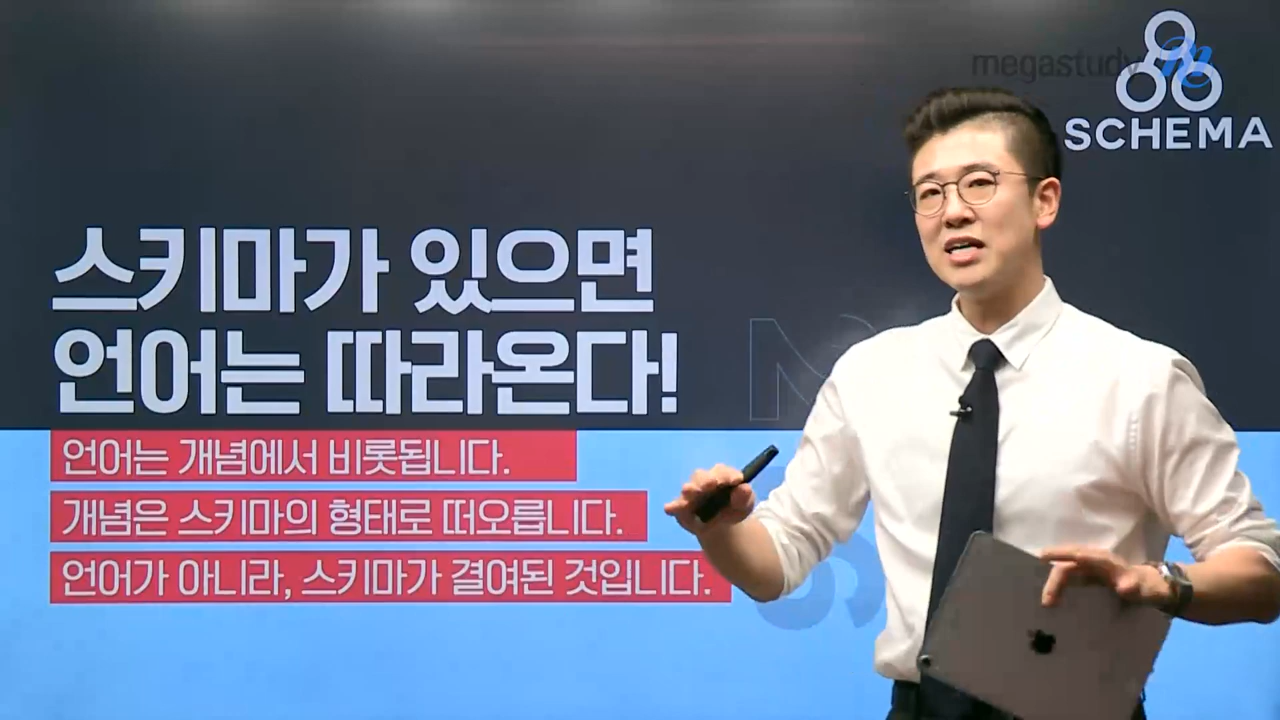 megastudy M
SCHEMA
스키마가 있으면
언어는 따라온다!
언어는 개념에서 비롯됩니다.
개념은 스키마의 형태로 떠오릅니다.
언어가 아니라, 스키마가 결여된 것입니다.